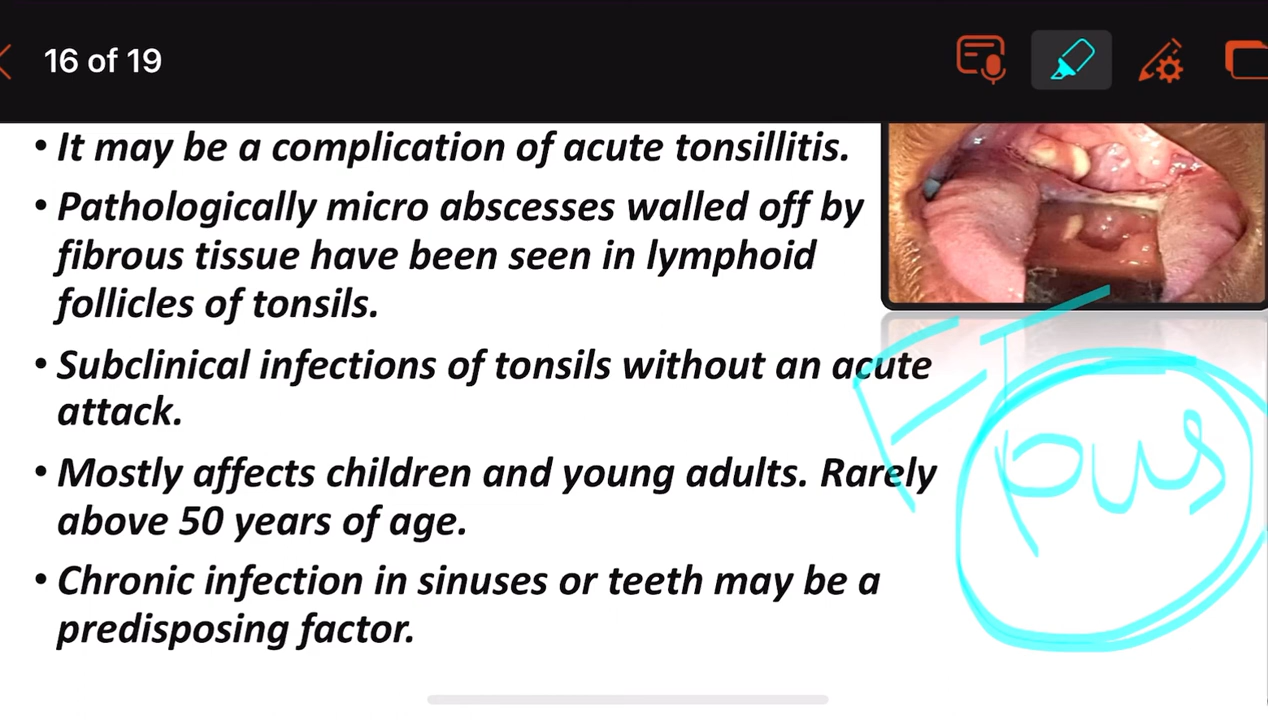 16 of 19
• It may be a complication of acute tonsillitis.
• Pathologically micro abscesses walled off by
fibrous tissue have been seen in lymphoid
follicles of tonsils.
• Subclinical infections of tonsils without an acute
attack.
• Mostly affects children and young adults. Rarely
above 50 years of age.
• Chronic infection in sinuses or teeth may be a
predisposing factor.
FT
pus